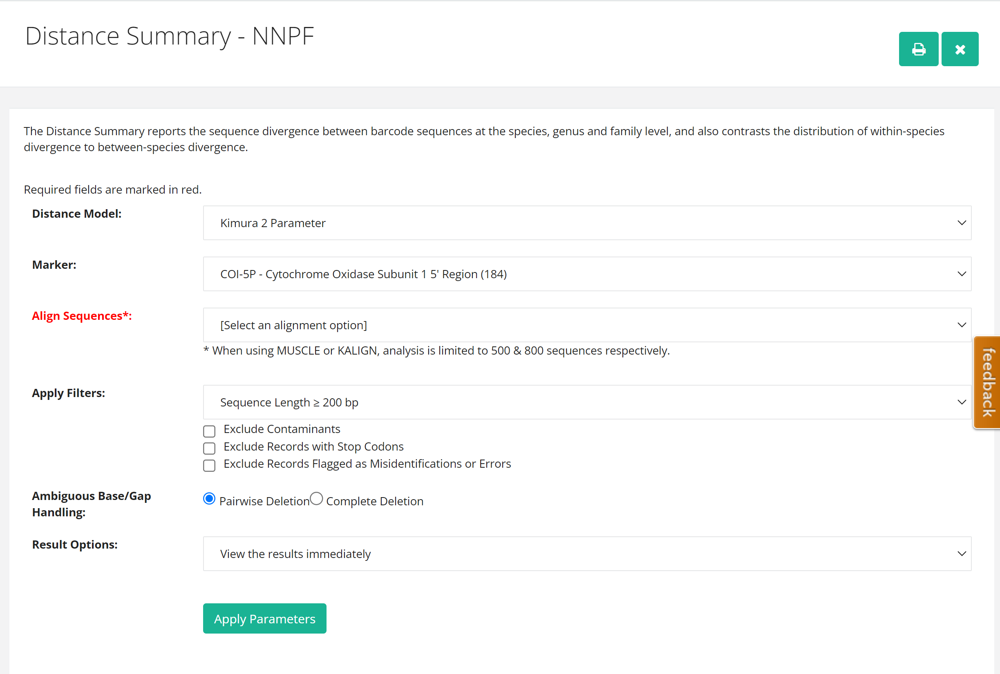 Distance Summary - NNPF
The Distance Summary reports the sequence divergence between barcode sequences at the species, genus and family level, and also contrasts the distribution of within-species
divergence to between-species divergence.
Required fields are marked in red.
Distance Model:
Kimura 2 Parameter
Marker:
COI-5P - Cytochrome Oxidase Subunit 1 5' Region (184)
Align Sequences*:
[Select an alignment option]
* When using MUSCLE or KALIGN, analysis is limited to 500 & 800 sequences respectively.
feedback
Apply Filters:
Sequence Length ≥ 200 bp
Exclude Contaminants
Exclude Records with Stop Codons
Exclude Records Flagged as Misidentifications or Errors
Ambiguous Base/Gap
Handling:
Pairwise Deletion Complete Deletion
Result Options:
View the results immediately
Apply Parameters